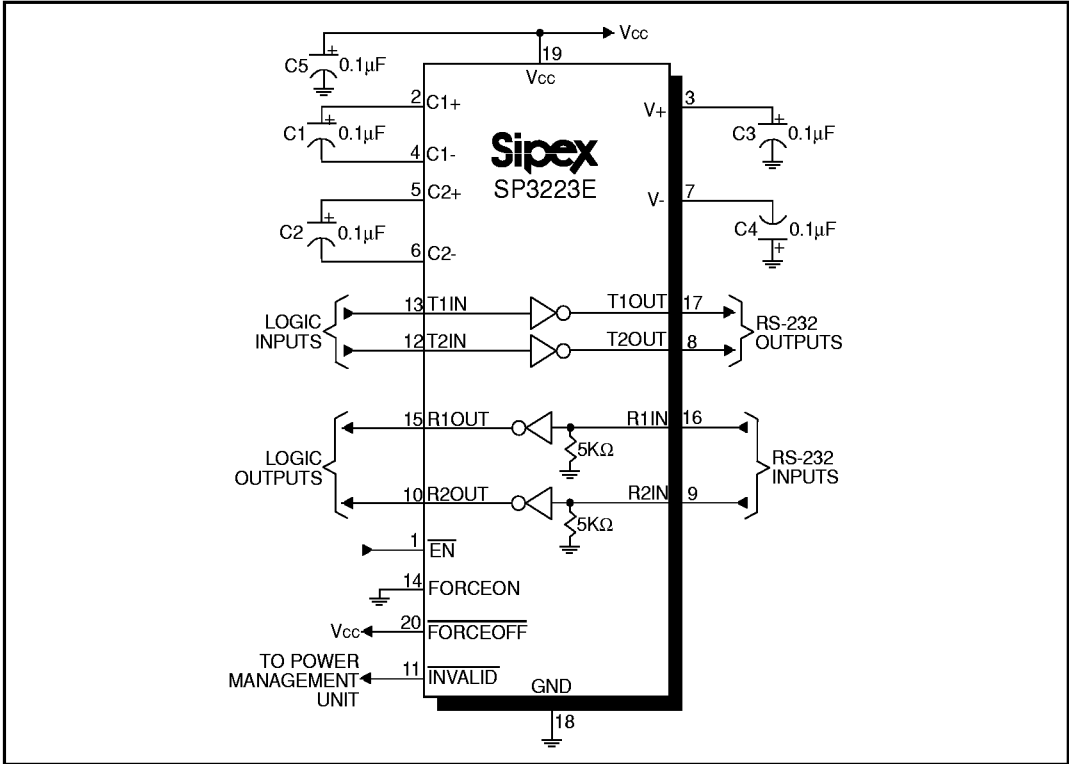 Vcc
19
Vcc
C5
+
0.1µF
2
C1+
C1
+
0.1µF
4
C1-
5
C2+
C2
+
0.1µF
6
C2-
Sipex
SP3223E
3
V+
C3
+
0.1µF
7
V-
C4
0.1µF
+
LOGIC
INPUTS
13
T1IN
T1OUT
17
12
T2IN
T2OUT
8
RS-232
OUTPUTS
LOGIC
OUTPUTS
15
R1OUT
R1IN
16
5KΩ
10
R2OUT
R2IN
9
5KΩ
RS-232
INPUTS
1
EN
14
FORCEON
Vcc
20
FORCEOFF
TO POWER
MANAGEMENT
UNIT
11
INVALID
GND
18